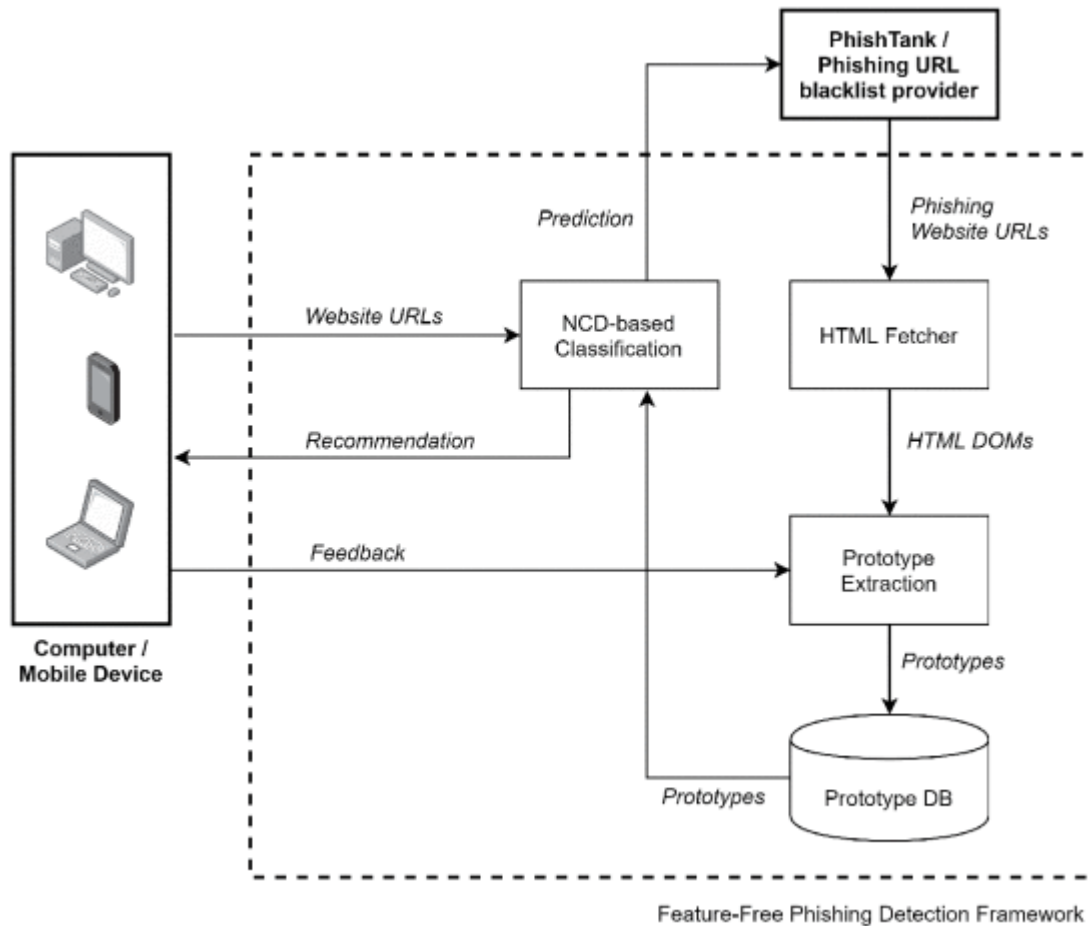 PhishTank /
Phishing URL
blacklist provider
Prediction
Phishing
Website URLs
Website URLs
NCD-based
Classification
HTML Fetcher
Recommendation
HTML DOMs
Feedback
Prototype
Extraction
Computer /
Mobile Device
Prototypes
Prototypes
Prototype DB
Feature-Free Phishing Detection Framework